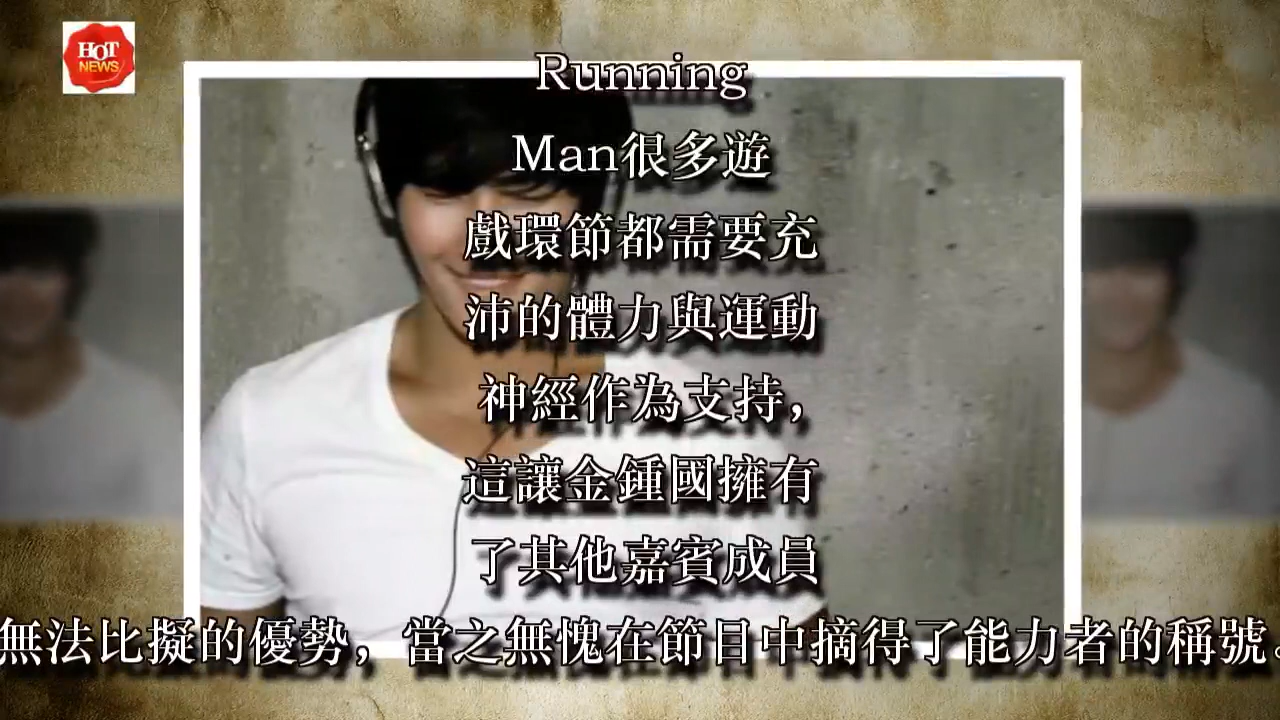 HOT
NEWS
Running
Man很多遊
戲環節都需要充
沛的體力與運動
神經作為支持，
這讓金鍾國擁有
了其他嘉賓成員
無法比擬的優勢，當之無愧在節目中摘得了能力者的稱號。